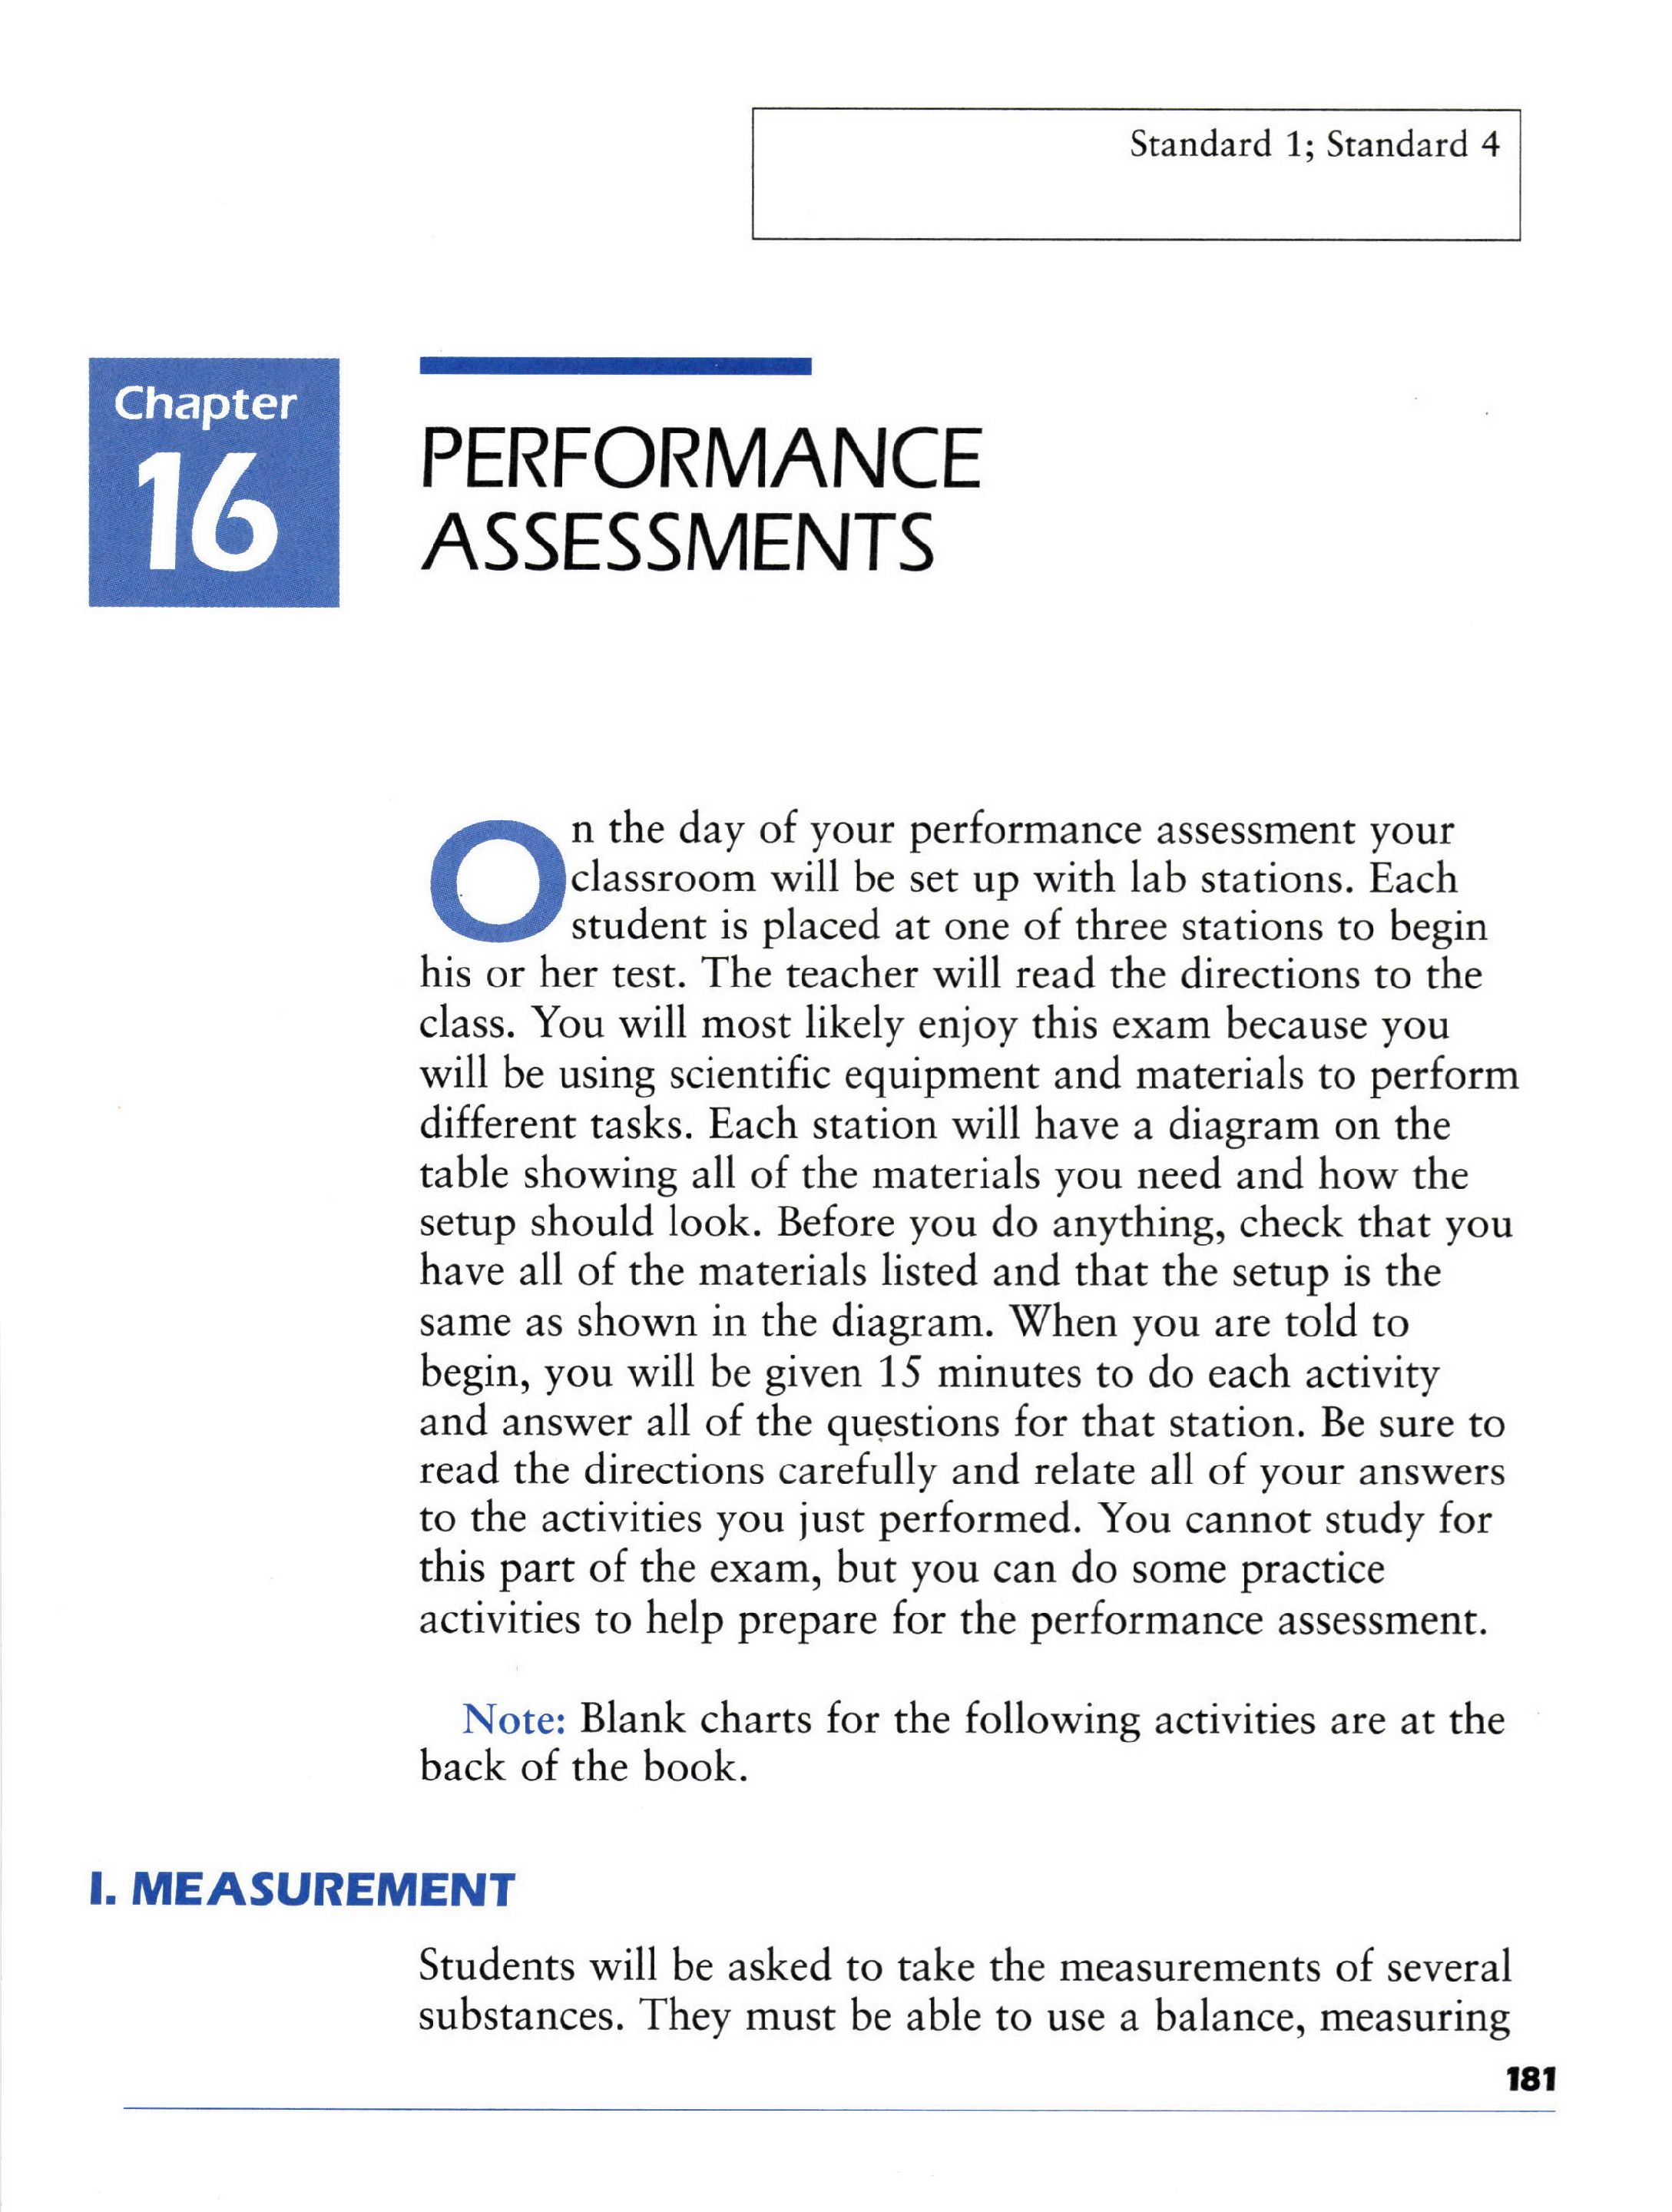 Standard 1; Standard 4
Chapter
16
PERFORMANCE
ASSESSMENTS
On the day of your performance assessment your
classroom will be set up with lab stations. Each
student is placed at one of three stations to begin
his or her test. The teacher will read the directions to the
class. You will most likely enjoy this exam because you
will be using scientific equipment and materials to perform
different tasks. Each station will have a diagram on the
table showing all of the materials you need and how the
setup should look. Before you do anything, check that you
have all of the materials listed and that the setup is the
same as shown in the diagram. When you are told to
begin, you will be given 15 minutes to do each activity
and answer all of the questions for that station. Be sure to
read the directions carefully and relate all of your answers
to the activities you just performed. You cannot study for
this part of the exam, but you can do some practice
activities to help prepare for the performance assessment.
Note: Blank charts for the following activities are at the
back of the book.
I. MEASUREMENT
Students will be asked to take the measurements of several
substances. They must be able to use a balance, measuring
181